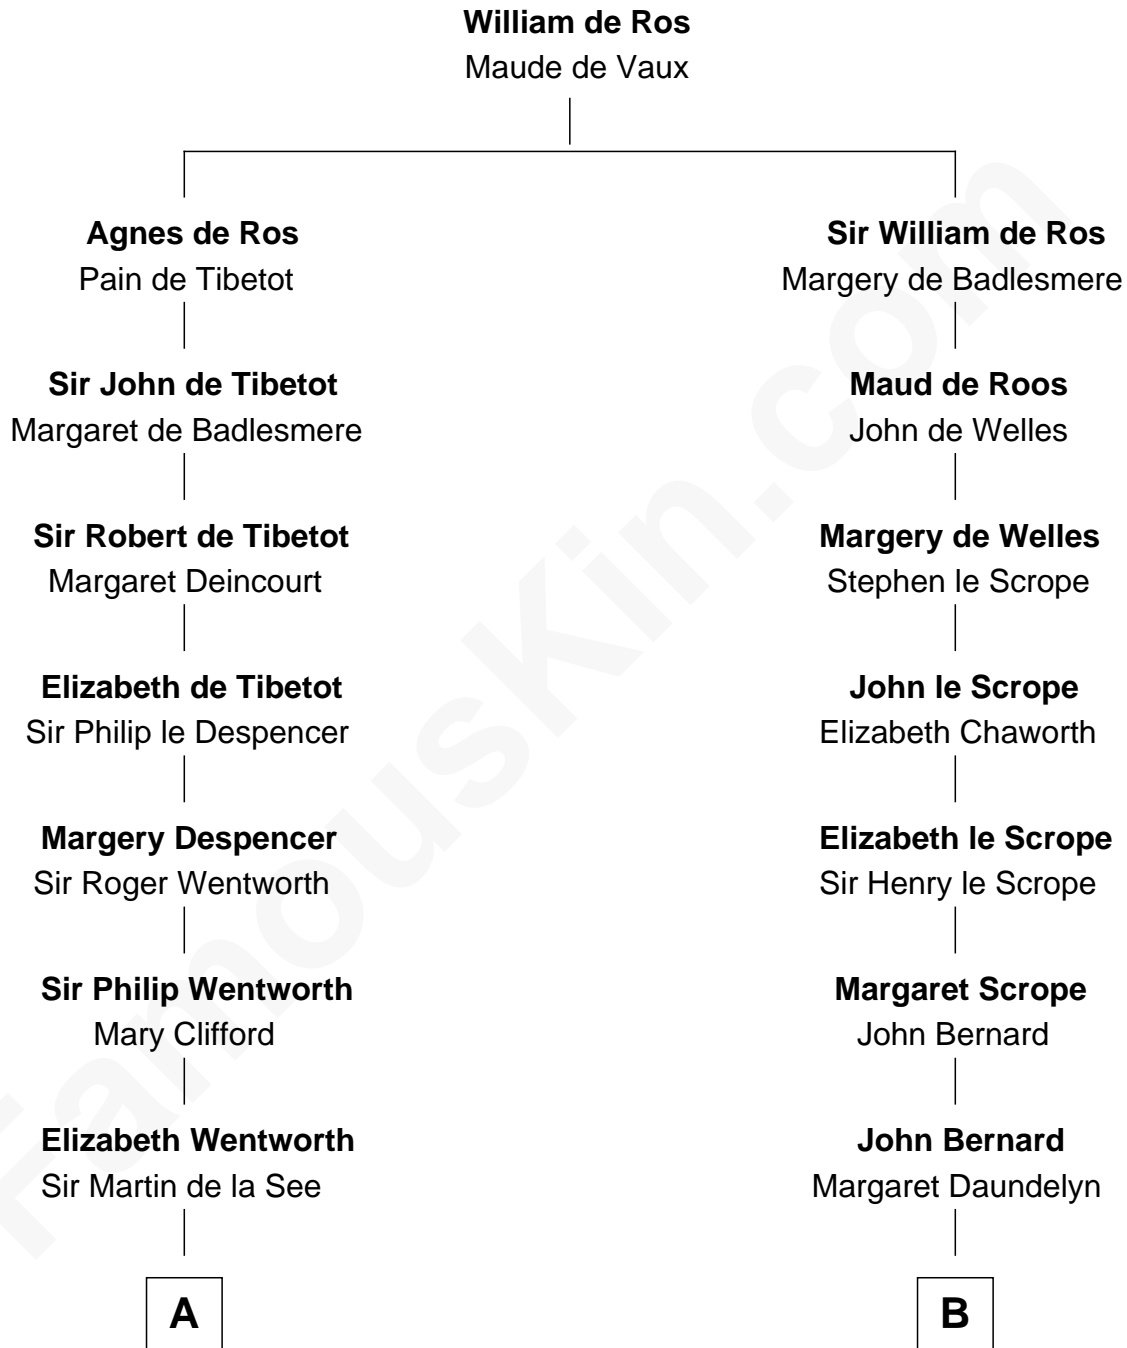 William de Ros
Maude de Vaux
Agnes de Ros
Pain de Tibetot
Sir William de Ros
Margery de Badlesmere
Sir John de Tibetot
Margaret de Badlesmere
Maud de Roos
John de Welles
Sir Robert de Tibetot
Margaret Deincourt
Margery de Welles
Stephen le Scrope
Elizabeth de Tibetot
Sir Philip le Despencer
John le Scrope
Elizabeth Chaworth
Margery Despencer
Sir Roger Wentworth
Elizabeth le Scrope
Sir Henry le Scrope
Sir Philip Wentworth
Mary Clifford
Margaret Scrope
John Bernard
Elizabeth Wentworth
Sir Martin de la See
John Bernard
Margaret Daundelyn
A
B
FamousKin.com